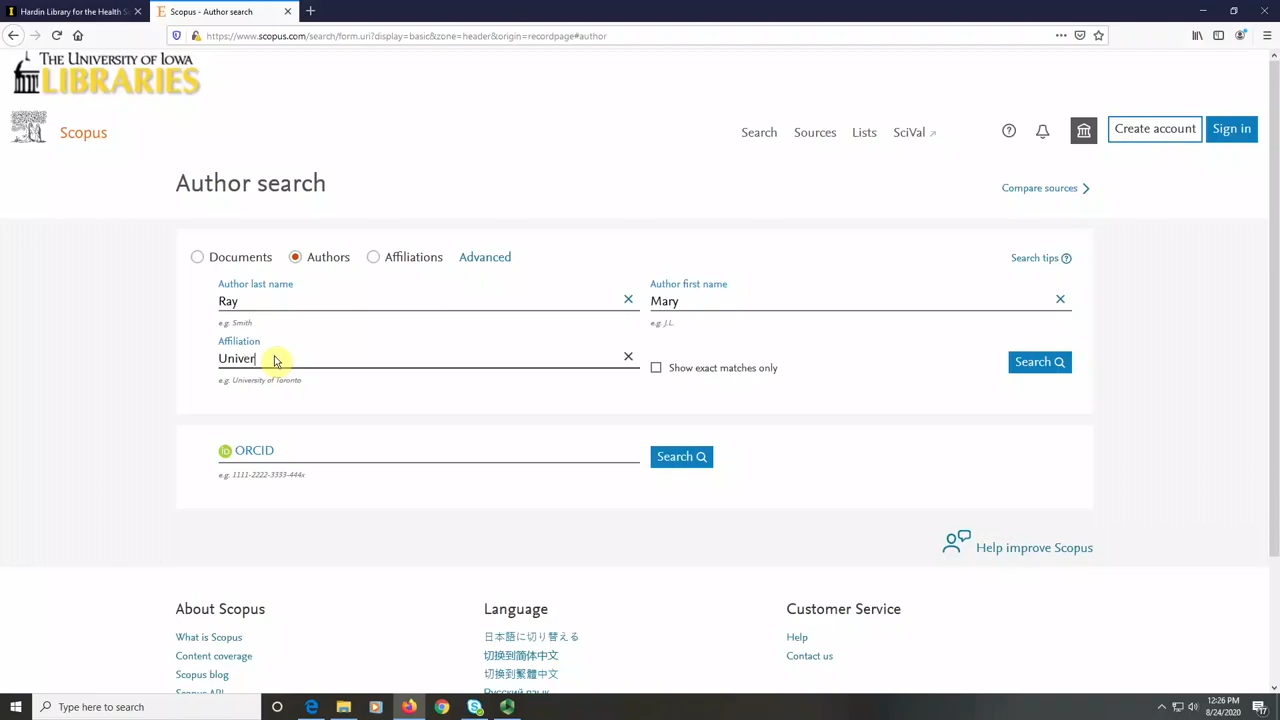 Hardin Library for the Health S
Scopus - Author search
https://www.scopus.com/search/form.uri?display=basic&zone=header&origin=recordpage#author
THE UNIVERSITY OF IOWA
LIBRARIES
Scopus
Search
Sources
Lists
SciVal
Create account
Sign in
Author search
Compare sources
Documents
Authors
Affiliations
Advanced
Search tips
Author last name
Author first name
Ray
Mary
e.g. Smith
e.g. J.L.
Affiliation
Univer
Show exact matches only
Search
e.g. University of Toronto
iD ORCID
Search
e.g. 1111-2222-3333-444x
Help improve Scopus
About Scopus
Language
Customer Service
What is Scopus
日本語に切り替える
Help
Content coverage
切换到简体中文
Contact us
Scopus blog
切換到繁體中文
Scopus API
Русский язык
Type here to search
12:26 PM
8/24/2020
17